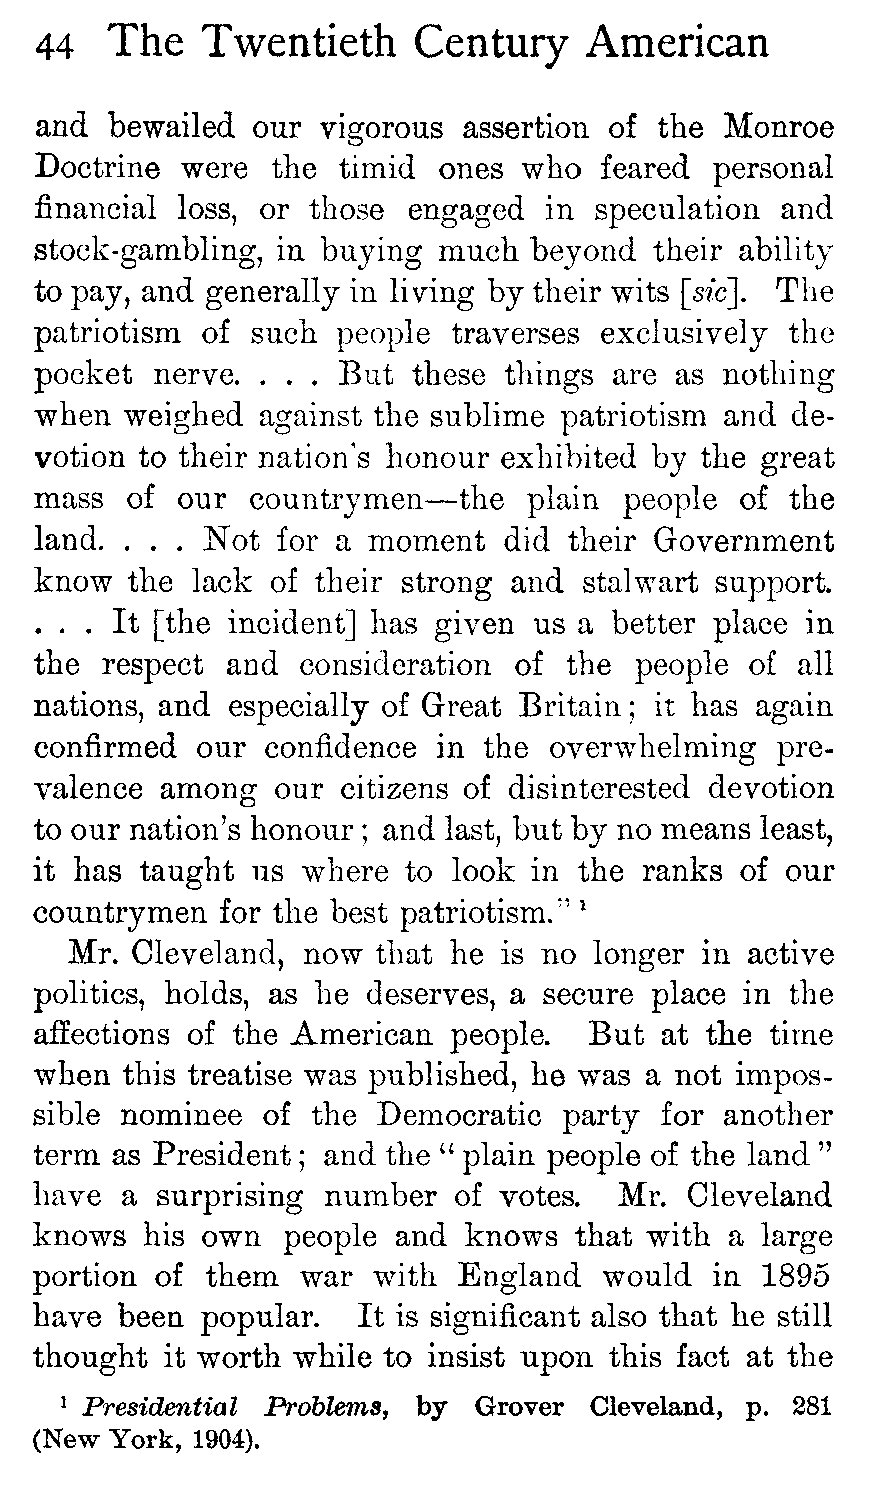 44 The Twentieth Century American
and bewailed our vigorous assertion of the Monroe
Doctrine were the timid ones who feared personal
financial loss, or those engaged in speculation and
stock-gambling, in buying much beyond their ability
to pay, and generally in living by their wits [sic]. The
patriotism of such people traverses exclusively the
pocket nerve. . . . But these things are as nothing
when weighed against the sublime patriotism and de-
votion to their nation's honour exhibited by the great
mass of our countrymen—the plain people of the
land. . . . Not for a moment did their Government
know the lack of their strong and stalwart support.
. . . It [the incident] has given us a better place in
the respect and consideration of the people of all
nations, and especially of Great Britain; it has again
confirmed our confidence in the overwhelming pre-
valence among our citizens of disinterested devotion
to our nation's honour; and last, but by no means least,
it has taught us where to look in the ranks of our
countrymen for the best patriotism." ¹
Mr. Cleveland, now that he is no longer in active
politics, holds, as he deserves, a secure place in the
affections of the American people. But at the time
when this treatise was published, he was a not impos-
sible nominee of the Democratic party for another
term as President; and the "plain people of the land"
have a surprising number of votes. Mr. Cleveland
knows his own people and knows that with a large
portion of them war with England would in 1895
have been popular. It is significant also that he still
thought it worth while to insist upon this fact at the
¹ Presidential Problems, by Grover Cleveland, p. 281
(New York, 1904).